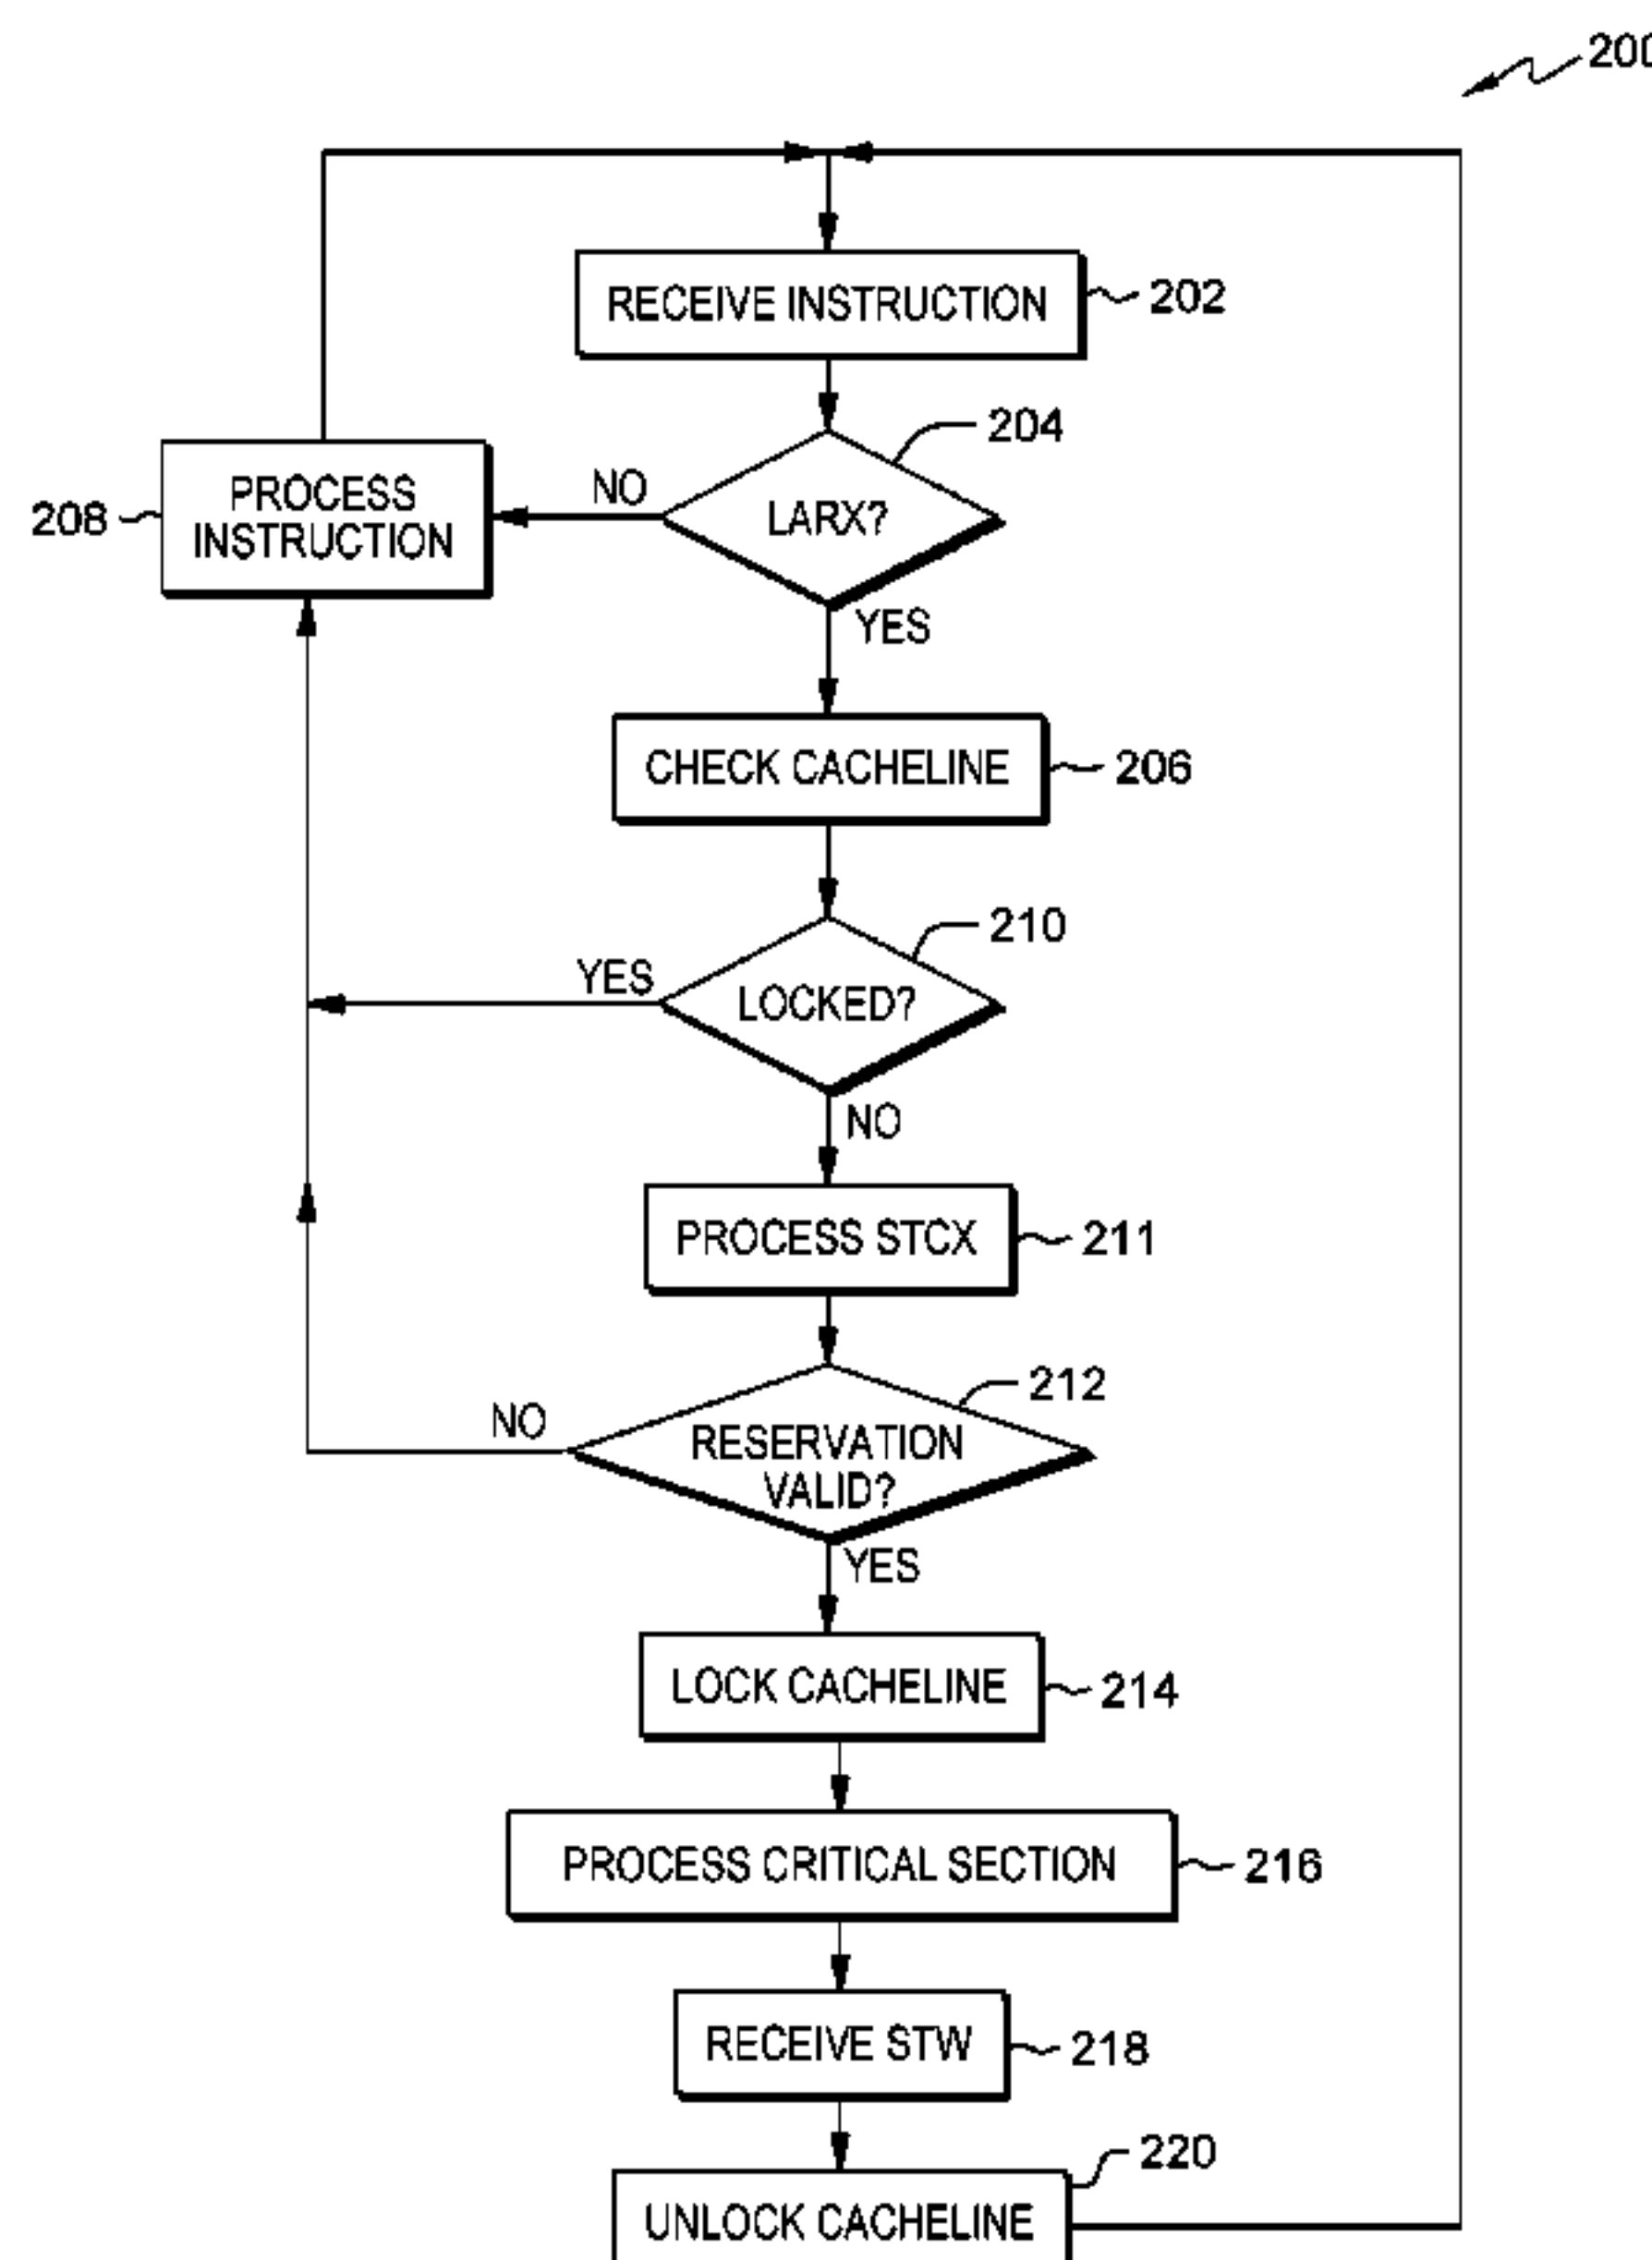 200
RECEIVE INSTRUCTION
202
204
LARX?
NO
YES
PROCESS
INSTRUCTION
208
CHECK CACHELINE
206
210
LOCKED?
YES
NO
PROCESS STCX
211
212
RESERVATION
VALID?
NO
YES
LOCK CACHELINE
214
PROCESS CRITICAL SECTION
216
RECEIVE STW
218
220
UNLOCK CACHELINE